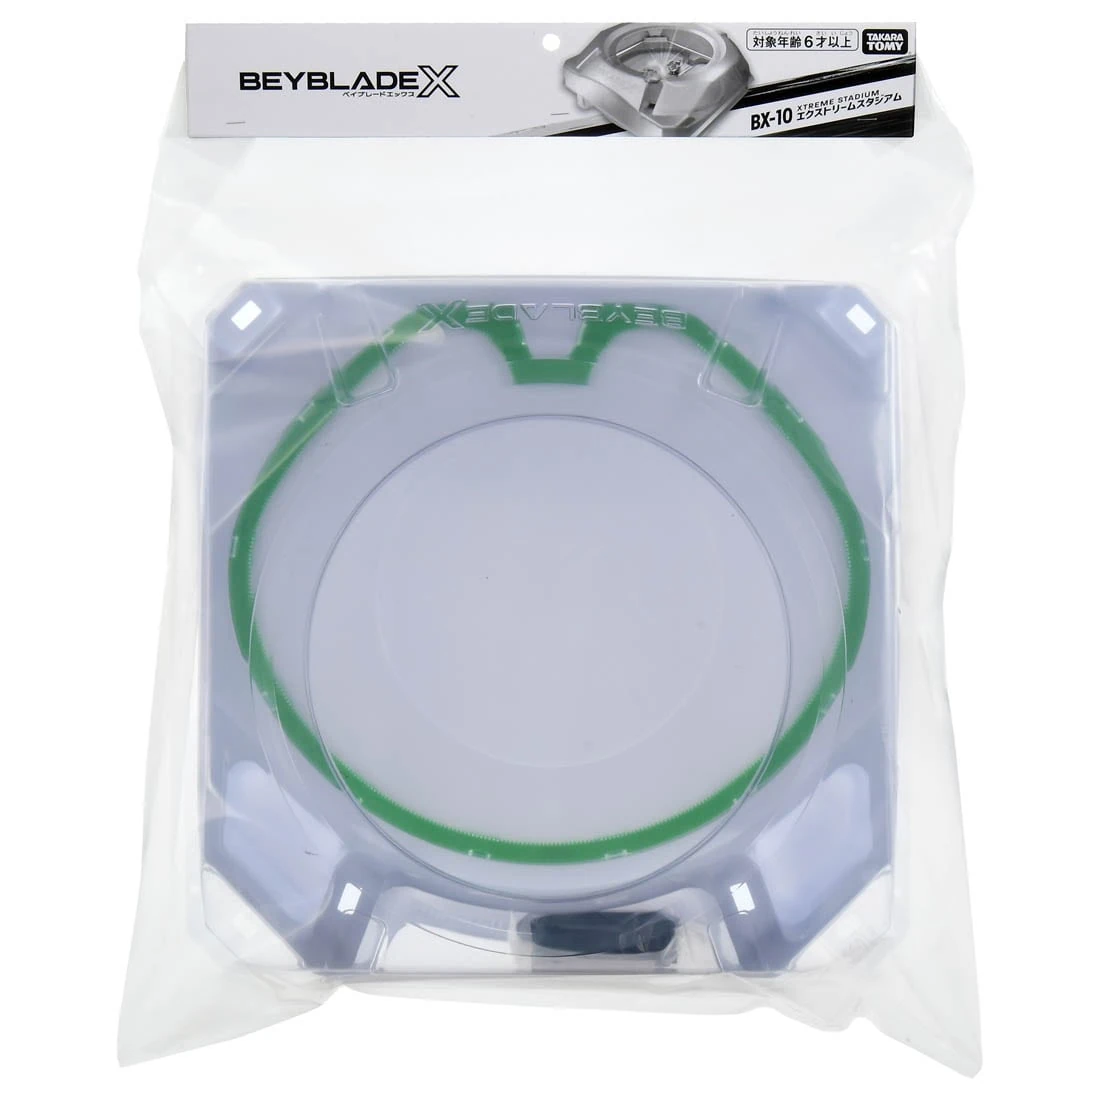 BEYBLADE X
ベイブレードエックス
たいしょうねんれい さい いじょう
対象年齢6才以上
TAKARA
TOMY
XTREME STADIUM
BX-10 エクストリームスタジアム
BEYBLADE X